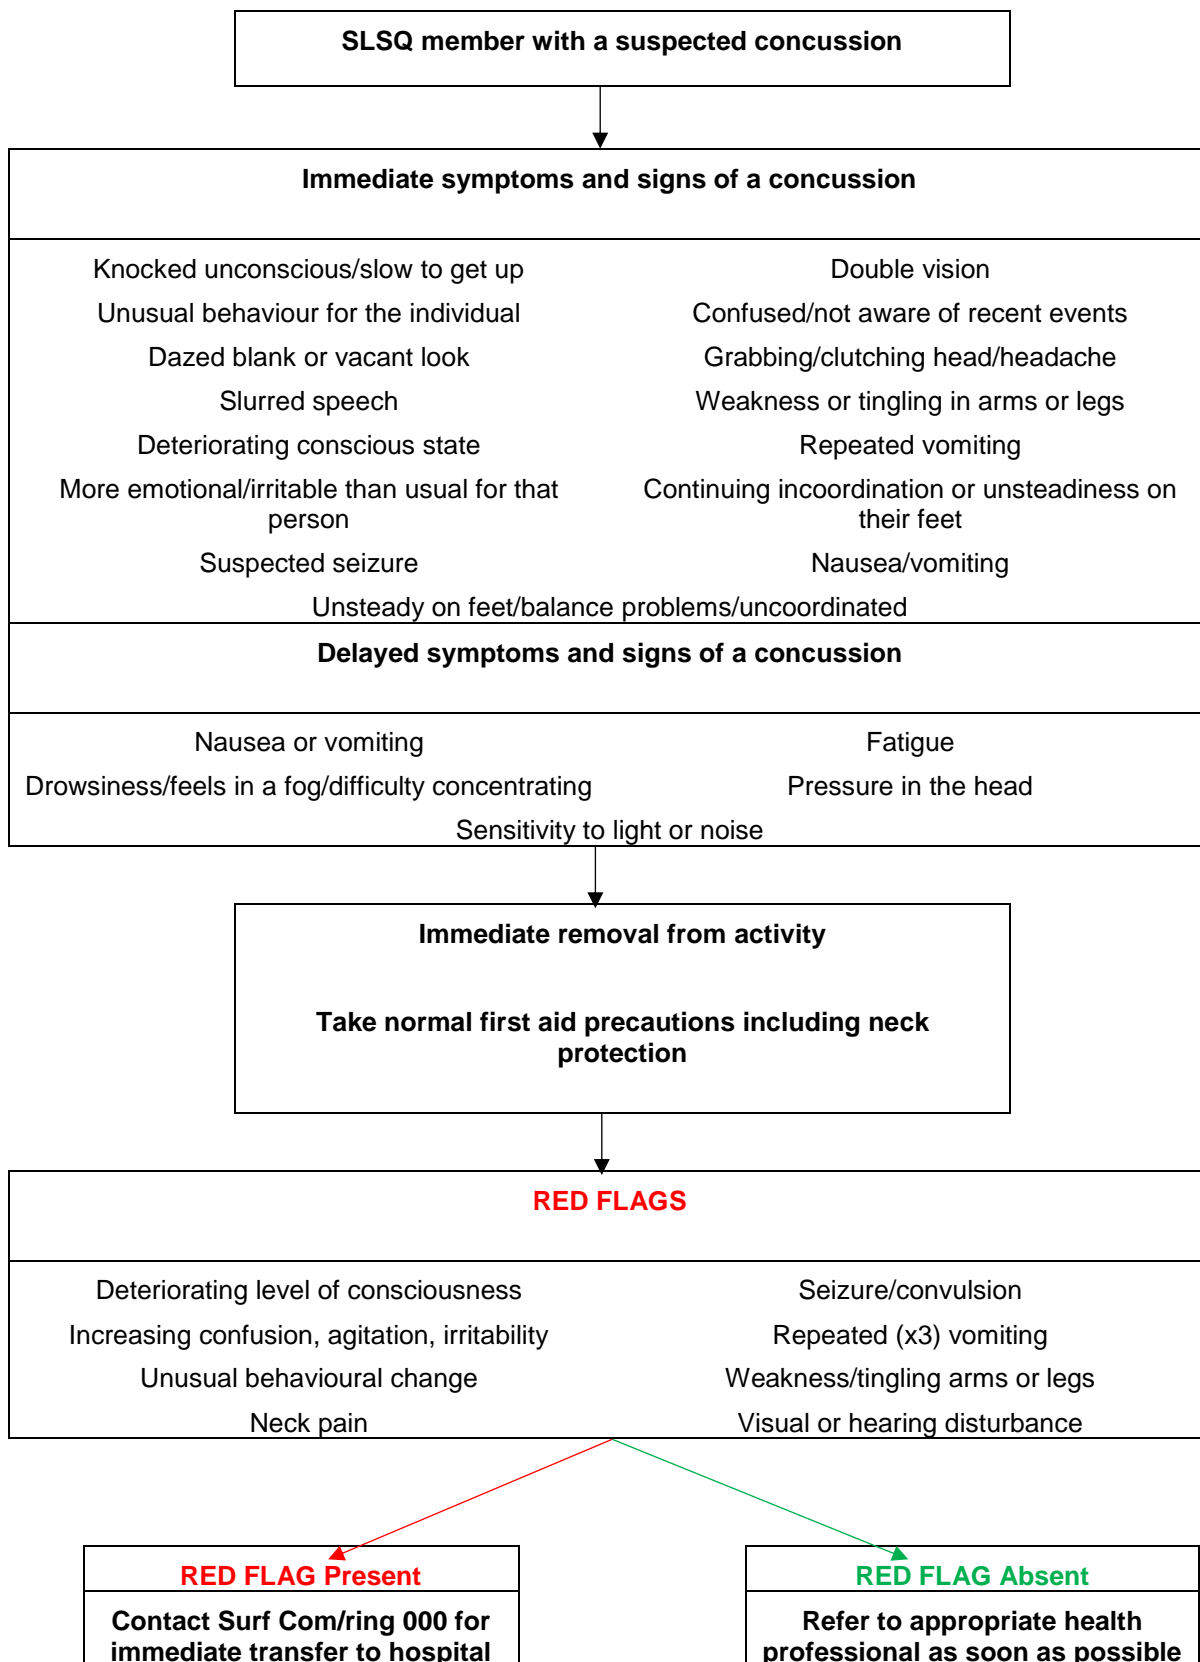 SLSQ member with a suspected concussion
Immediate symptoms and signs of a concussion
Knocked unconscious/slow to get up
Double vision
Unusual behaviour for the individual
Confused/not aware of recent events
Dazed blank or vacant look
Grabbing/clutching head/headache
Slurred speech
Weakness or tingling in arms or legs
Deteriorating conscious state
Repeated vomiting
More emotional/irritable than usual for that
person
Continuing incoordination or unsteadiness on
their feet
Suspected seizure
Nausea/vomiting
Unsteady on feet/balance problems/uncoordinated
Delayed symptoms and signs of a concussion
Nausea or vomiting
Fatigue
Drowsiness/feels in a fog/difficulty concentrating
Pressure in the head
Sensitivity to light or noise
Immediate removal from activity
Take normal first aid precautions including neck
protection
RED FLAGS
Deteriorating level of consciousness
Seizure/convulsion
Increasing confusion, agitation, irritability
Repeated (x3) vomiting
Unusual behavioural change
Weakness/tingling arms or legs
Neck pain
Visual or hearing disturbance
RED FLAG Present
Contact Surf Com/ring 000 for
immediate transfer to hospital
RED FLAG Absent
Refer to appropriate health
professional as soon as possible